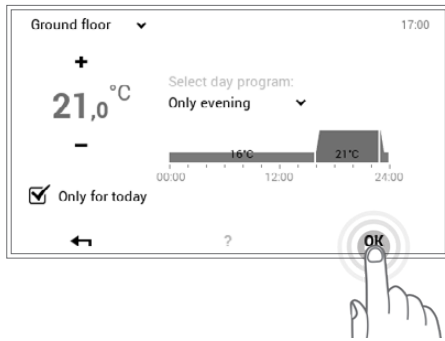 Ground floor 17:00
+
Select day program:
21,0°C
Only evening
–
16°C 21°C
00:00 12:00 24:00
Only for today
? OK